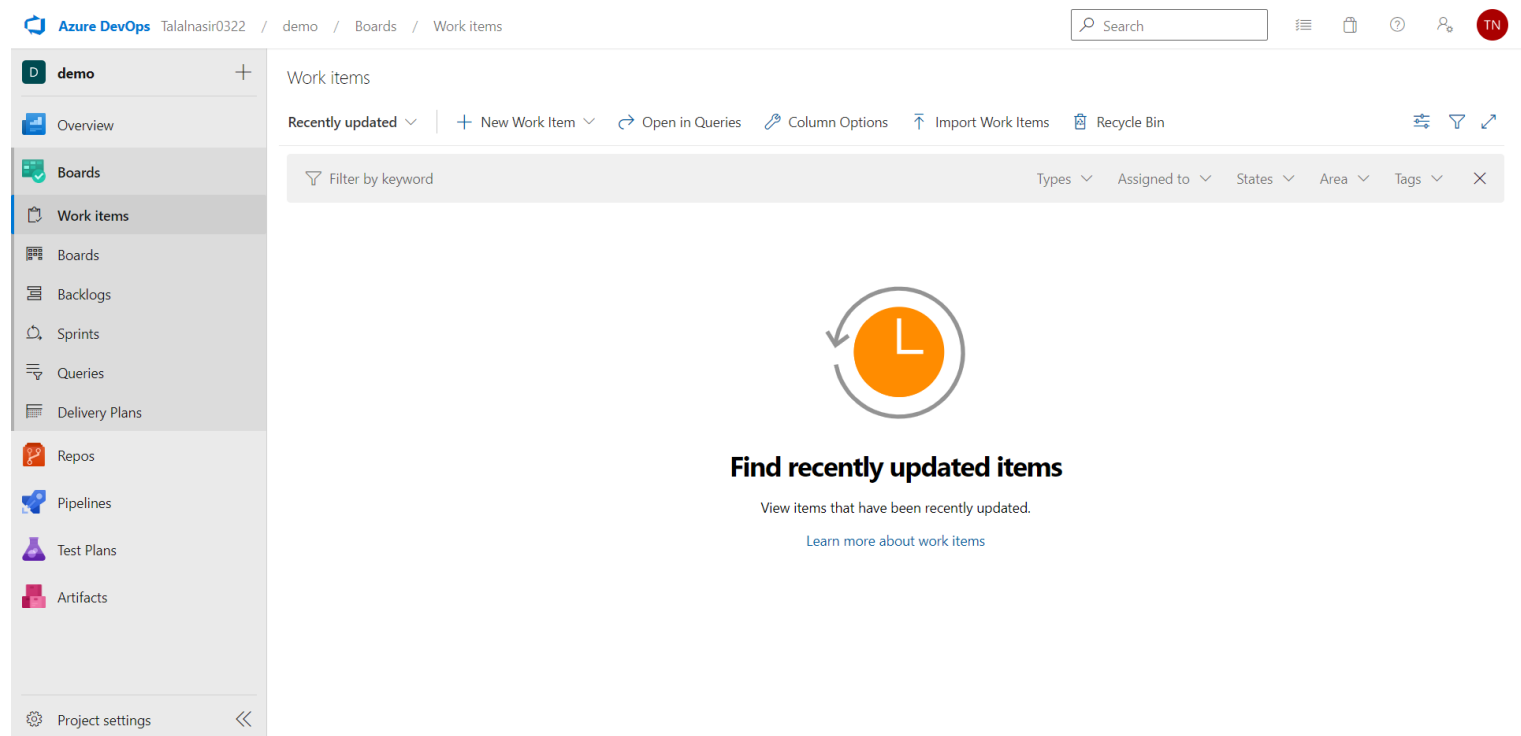 Azure DevOps Talalnasir0322 / demo / Boards / Work items
Search
TN
D demo
Overview
Boards
Work items
Boards
Backlogs
Sprints
Queries
Delivery Plans
Repos
Pipelines
Test Plans
Artifacts
Project settings
Work items
Recently updated New Work Item Open in Queries Column Options Import Work Items Recycle Bin
Filter by keyword Types Assigned to States Area Tags
Find recently updated items
View items that have been recently updated.
Learn more about work items